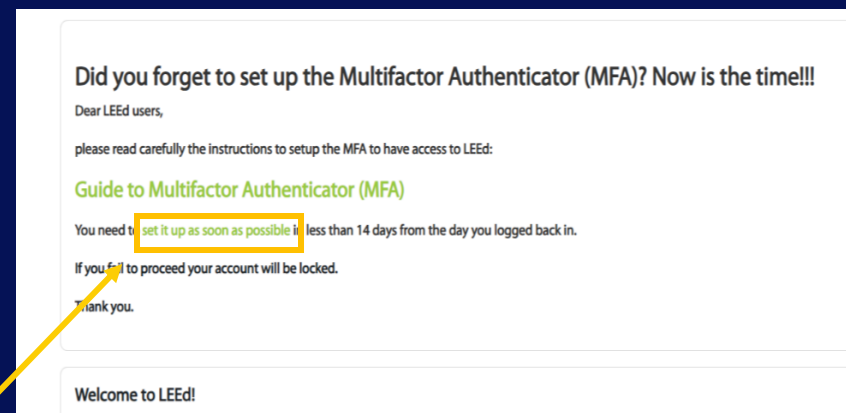 Did you forget to set up the Multifactor Authenticator (MFA)? Now is the time!!!
Dear LEEd users,
please read carefully the instructions to setup the MFA to have access to LEEd:
Guide to Multifactor Authenticator (MFA)
You need to set it up as soon as possible in less than 14 days from the day you logged back in.
If you fail to proceed your account will be locked.
Thank you.
Welcome to LEEd!